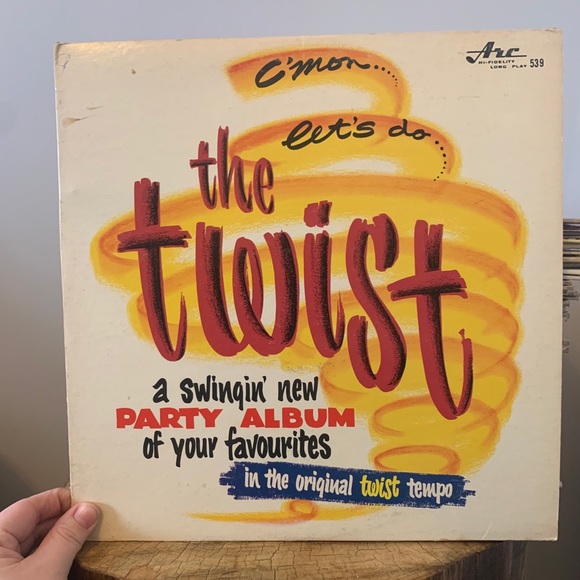 Arc
HI-FIDELITY
LONG PLAY 539
c'mon......
let's do......
the
twist
a swingin' new
PARTY ALBUM
of your favourites
in the original twist tempo